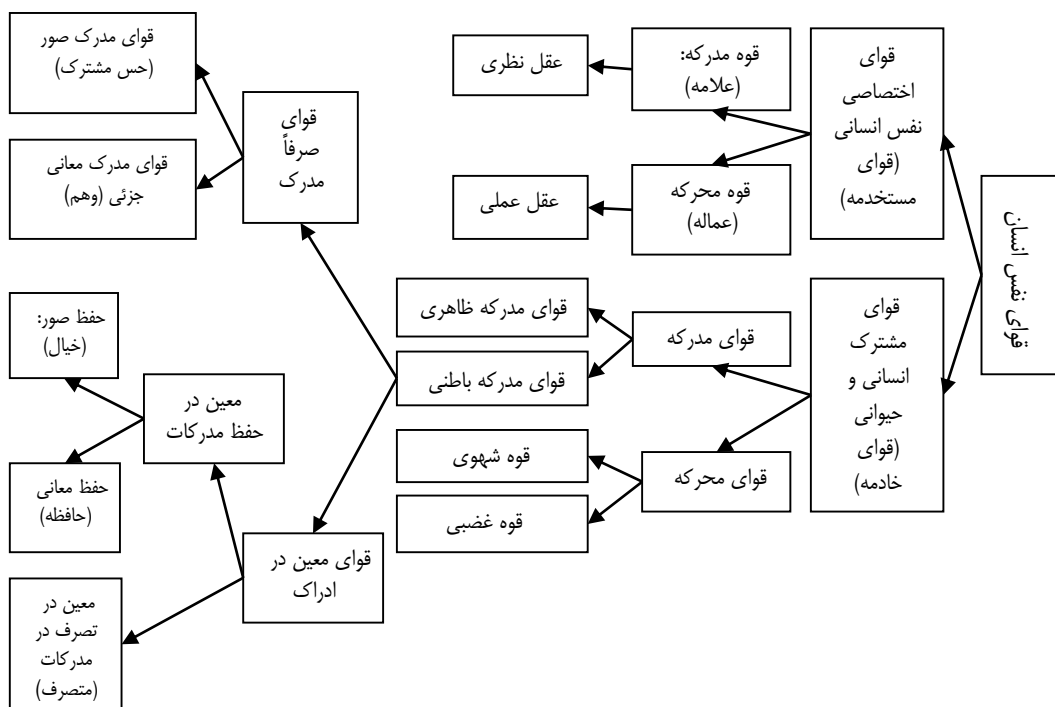 قوای نفس انسان
قوای
اختصاصی
نفس انسانی
(قوای
مستخدمه)
قوه مدرکه:
(علامه)
عقل نظری
قوه محرکه
(عماله)
عقل عملی
قوای
مشترک
انسانی و
حیوانی
(قوای
خادمه)
قوای مدرکه
قوای مدرکه ظاهری
قوای مدرکه باطنی
قوای محرکه
قوه شهوی
قوه غضبی
قوای
صرفاً
مدرک
قوای مدرک صور
(حس مشترک)
قوای مدرک معانی
جزئی (وهم)
قوای معین در
ادراک
معین در
حفظ مدرکات
حفظ صور:
(خیال)
حفظ معانی
(حافظه)
معین در
تصرف در
مدرکات
(متصرف)